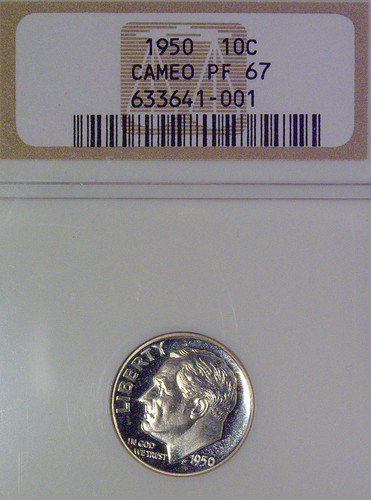 1950 10C
CAMEO PF 67
633641-001
LIBERTY
IN GOD
WE TRUST
1950